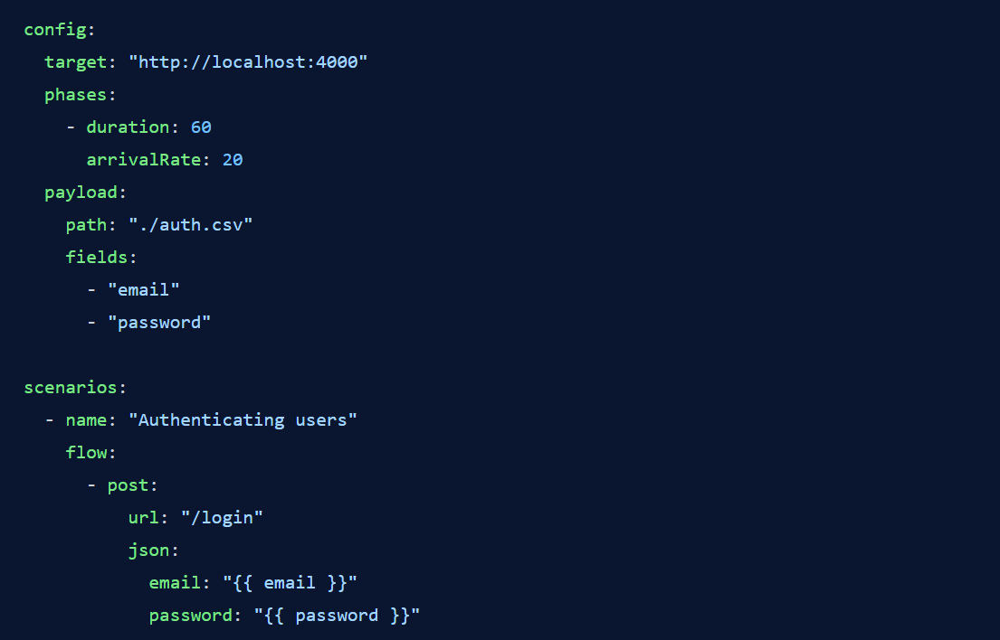 config:
  target: "http://localhost:4000"
  phases:
    - duration: 60
      arrivalRate: 20
  payload:
    path: "./auth.csv"
    fields:
      - "email"
      - "password"

scenarios:
  - name: "Authenticating users"
    flow:
      - post:
          url: "/login"
          json:
            email: "{{ email }}"
            password: "{{ password }}"